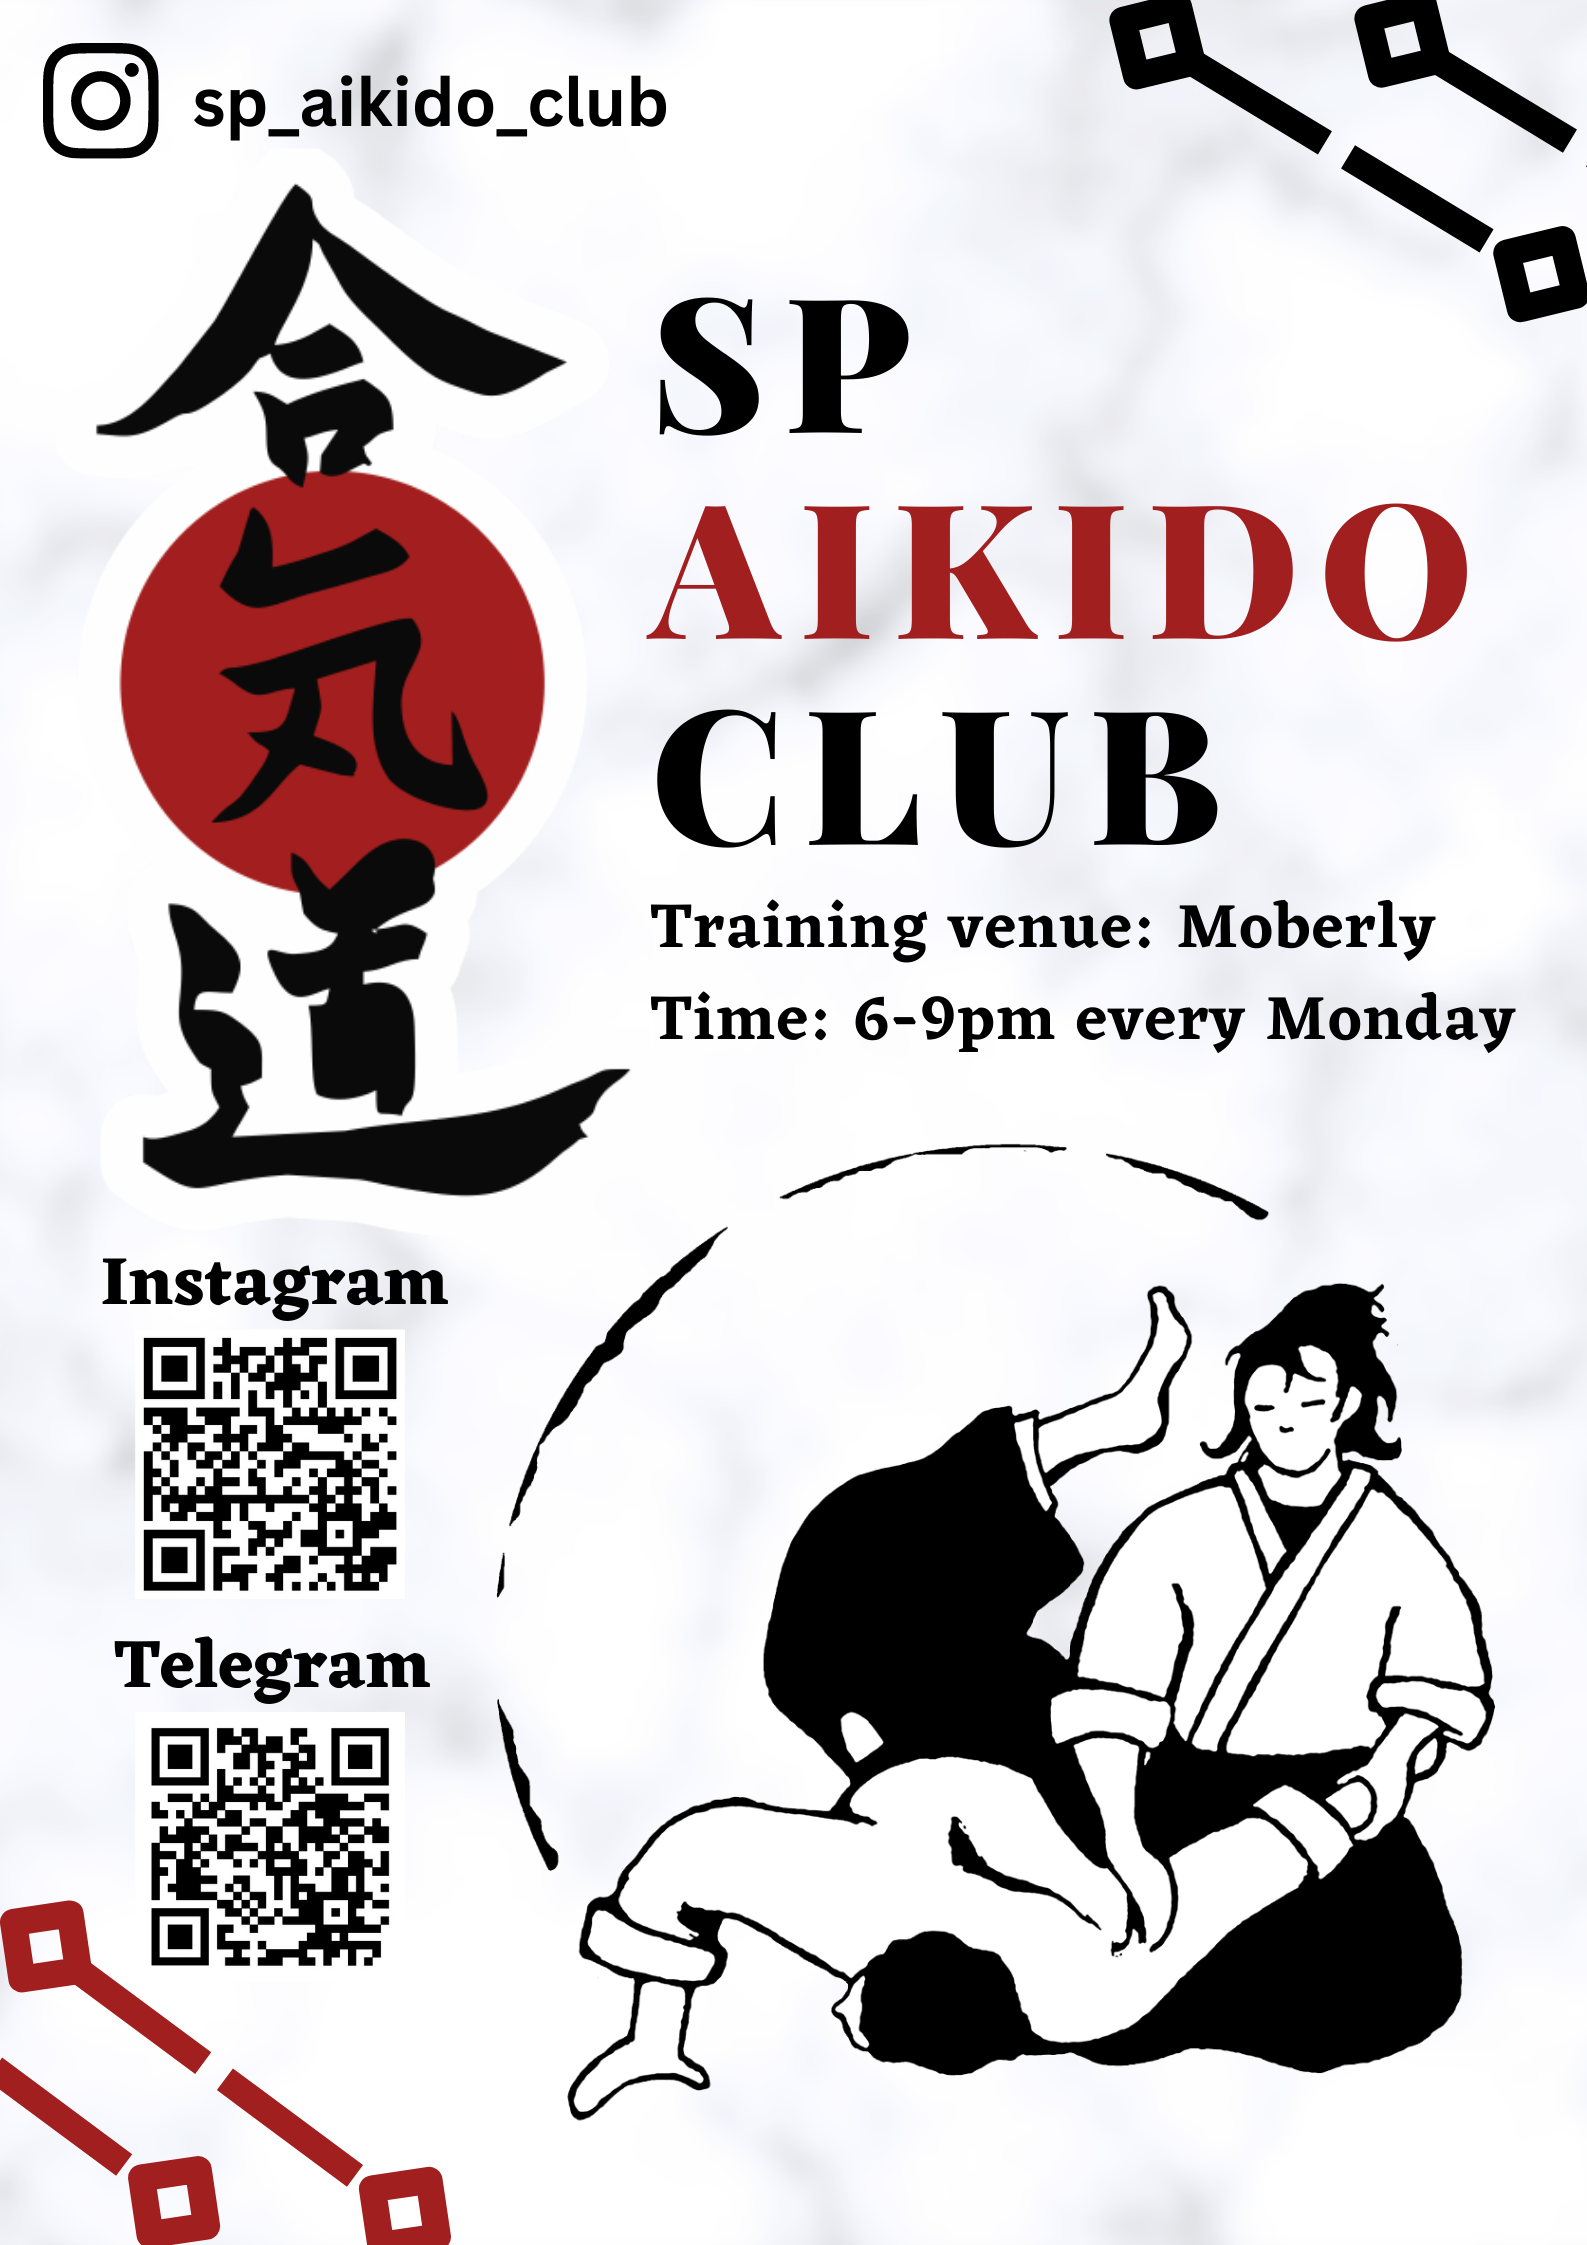 sp_aikido_club
合
気
道
SP
AIKIDO
CLUB
Training venue: Moberly
Time: 6-9pm every Monday
Instagram
Telegram